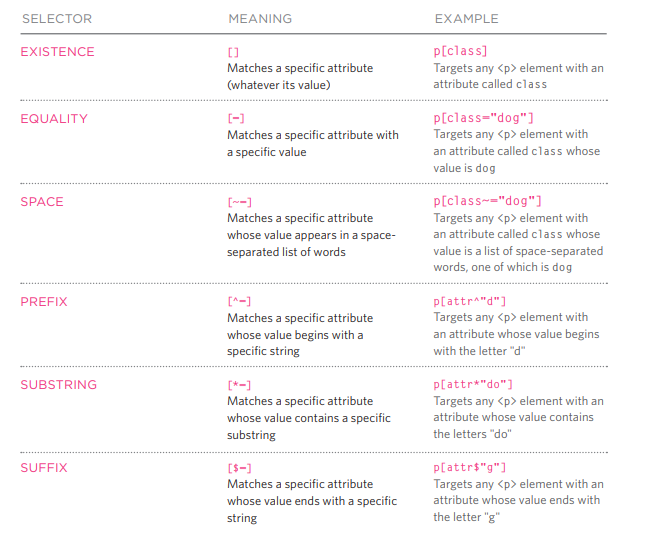 SELECTOR MEANING EXAMPLE
EXISTENCE [] p[class]
Matches a specific attribute Targets any <p> element with an
(whatever its value) attribute called class
EQUALITY [=] p[class="dog"]
Matches a specific attribute with Targets any <p> element with
a specific value an attribute called class whose
value is dog
SPACE [~=] p[class~="dog"]
Matches a specific attribute Targets any <p> element with
whose value appears in a space- an attribute called class whose
separated list of words value is a list of space-separated
words, one of which is dog
PREFIX [^=] p[attr^"d"]
Matches a specific attribute Targets any <p> element with
whose value begins with a an attribute whose value begins
specific string with the letter "d"
SUBSTRING [*=] p[attr*"do"]
Matches a specific attribute Targets any <p> element with an
whose value contains a specific attribute whose value contains
substring the letters "do"
SUFFIX [$=] p[attr$"g"]
Matches a specific attribute Targets any <p> element with an
whose value ends with a specific attribute whose value ends with
string the letter "g"